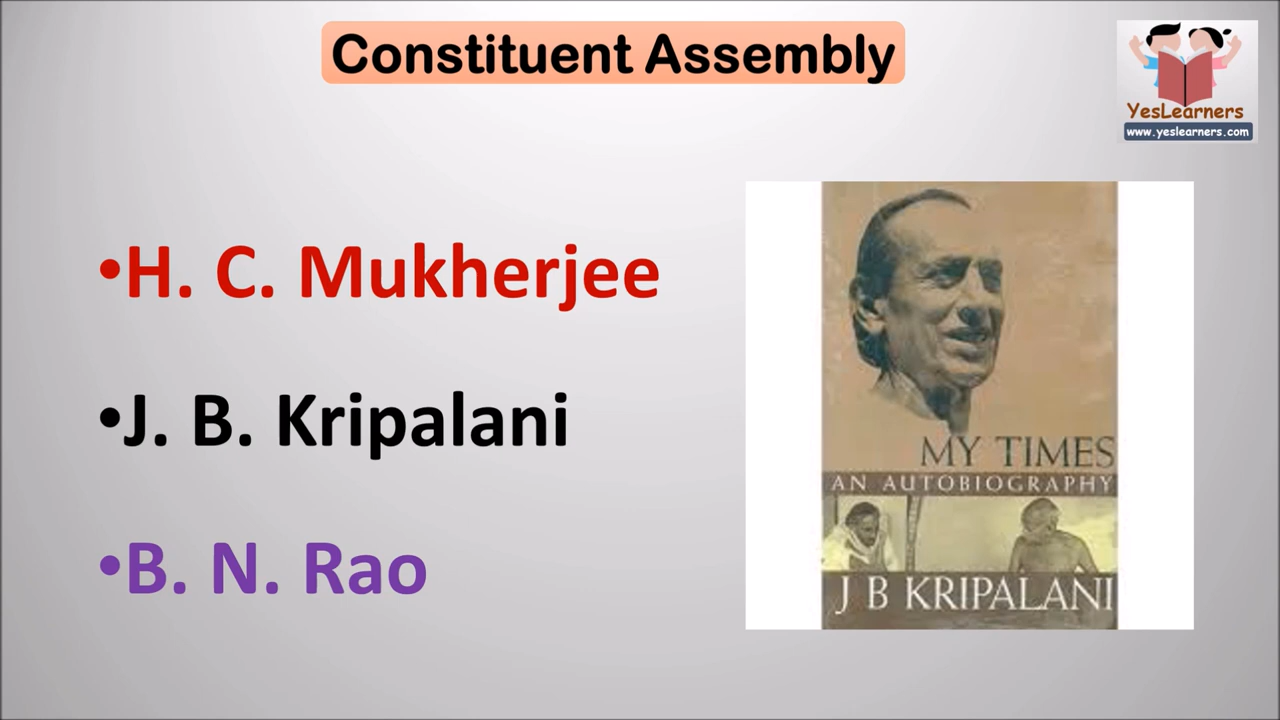 Constituent Assembly
YesLearners
www.yeslearners.com
•H. C. Mukherjee
•J. B. Kripalani
•B. N. Rao
MY TIMES
AN AUTOBIOGRAPHY
J B KRIPALANI